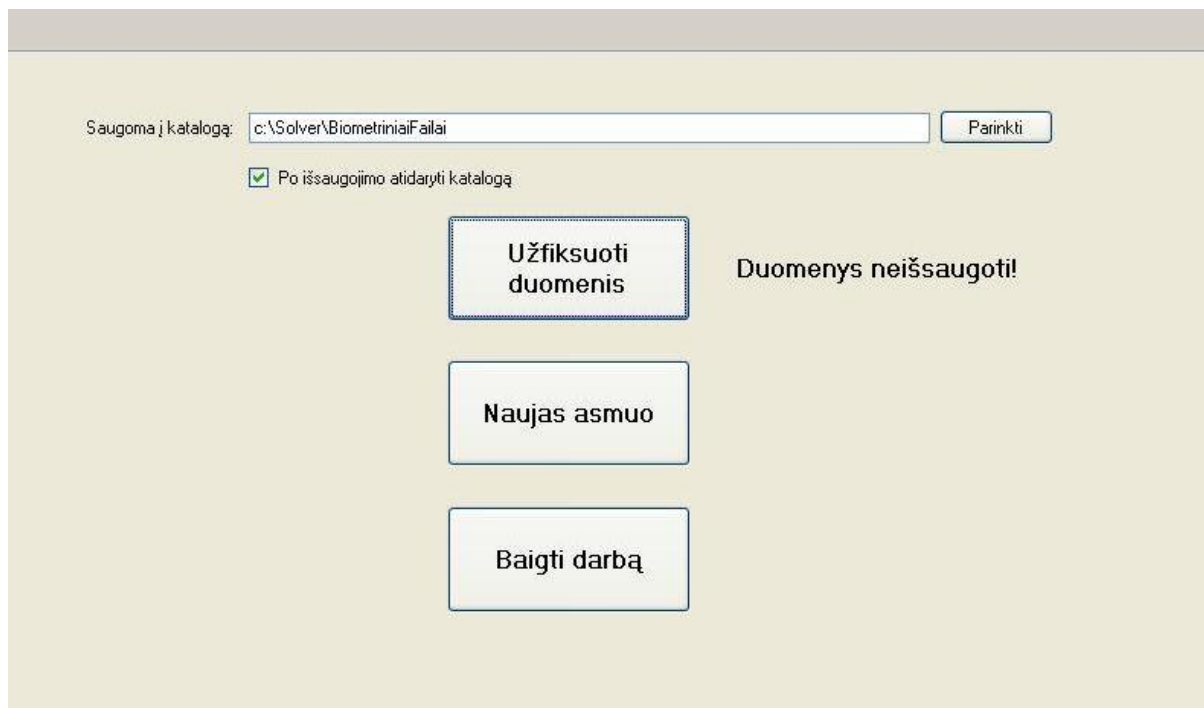 Saugoma į katalogą: c:\Solver\BiometriniaiFailai Parinkti
Po išsaugojimo atidaryti katalogą
Užfiksuoti
duomenis
Duomenys neišsaugoti!
Naujas asmuo
Baigti darbą